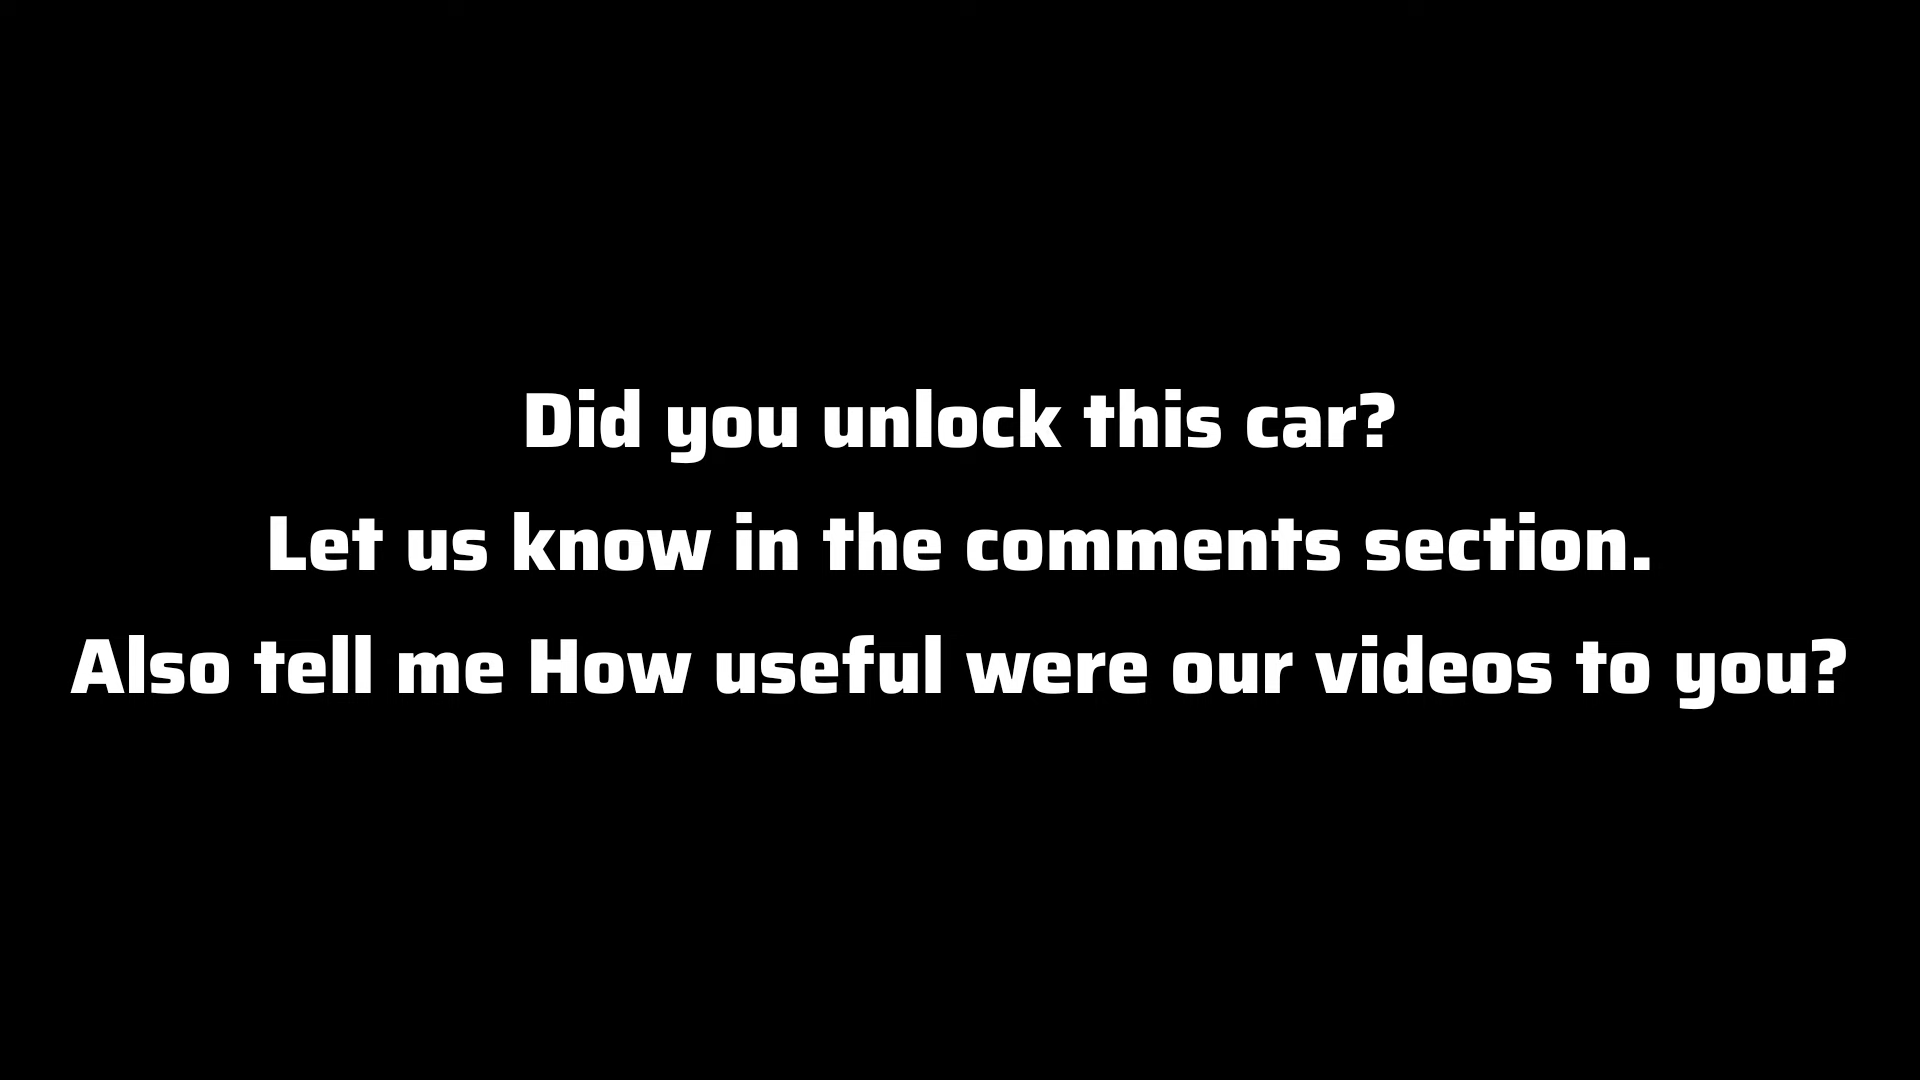 Did you unlock this car?
Let us know in the comments section.
Also tell me How useful were our videos to you?